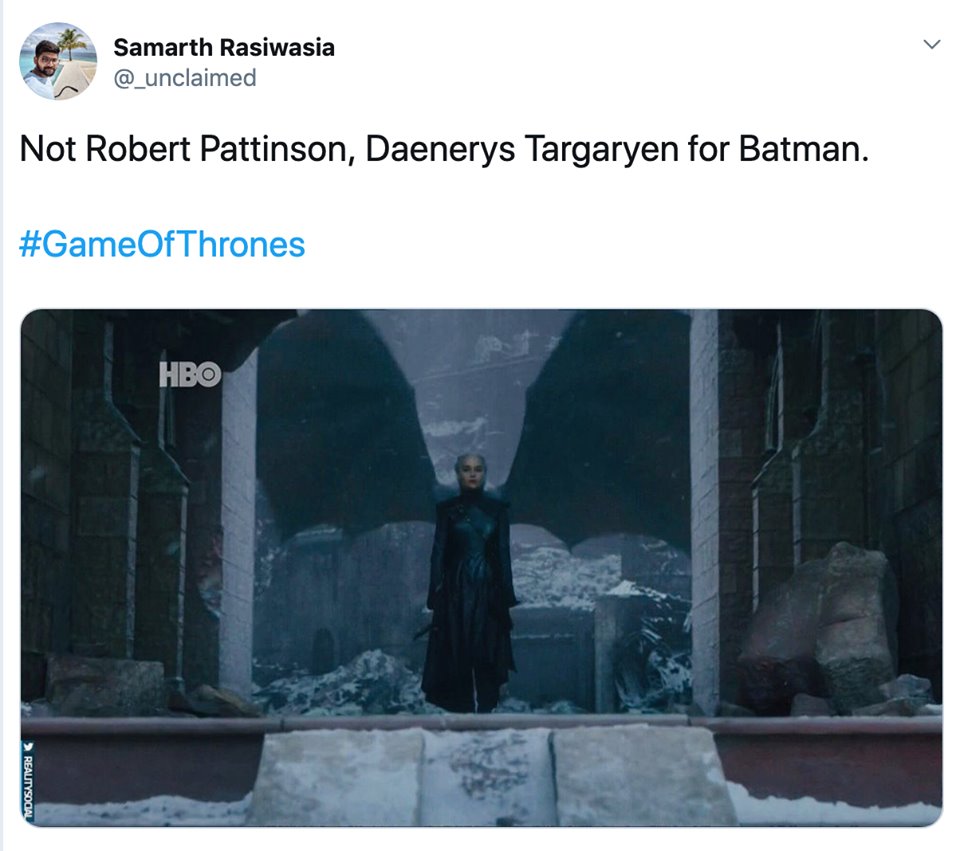 Samarth Rasiwasia
@_unclaimed
Not Robert Pattinson, Daenerys Targaryen for Batman.
#GameOfThrones
HBO
REALITYSOCIAL